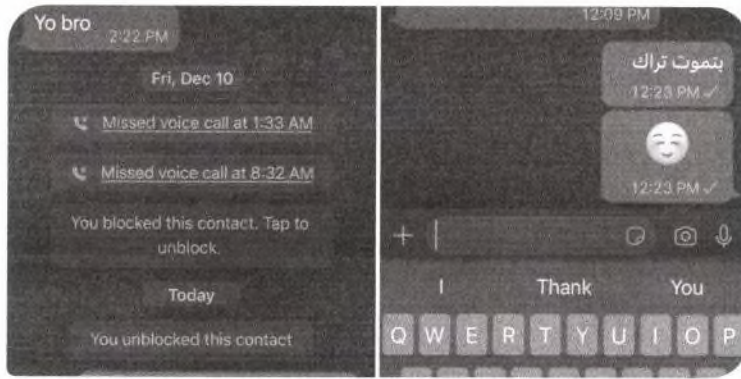 Yo bro
2:22 PM
Fri, Dec 10
Missed voice call at 1:33 AM
Missed voice call at 8:32 AM
You blocked this contact. Tap to
unblock.
Today
You unblocked this contact
12:09 PM
بتموت تراك
12:23 PM
12:23 PM
I Thank You
Q W E R T Y U I O P